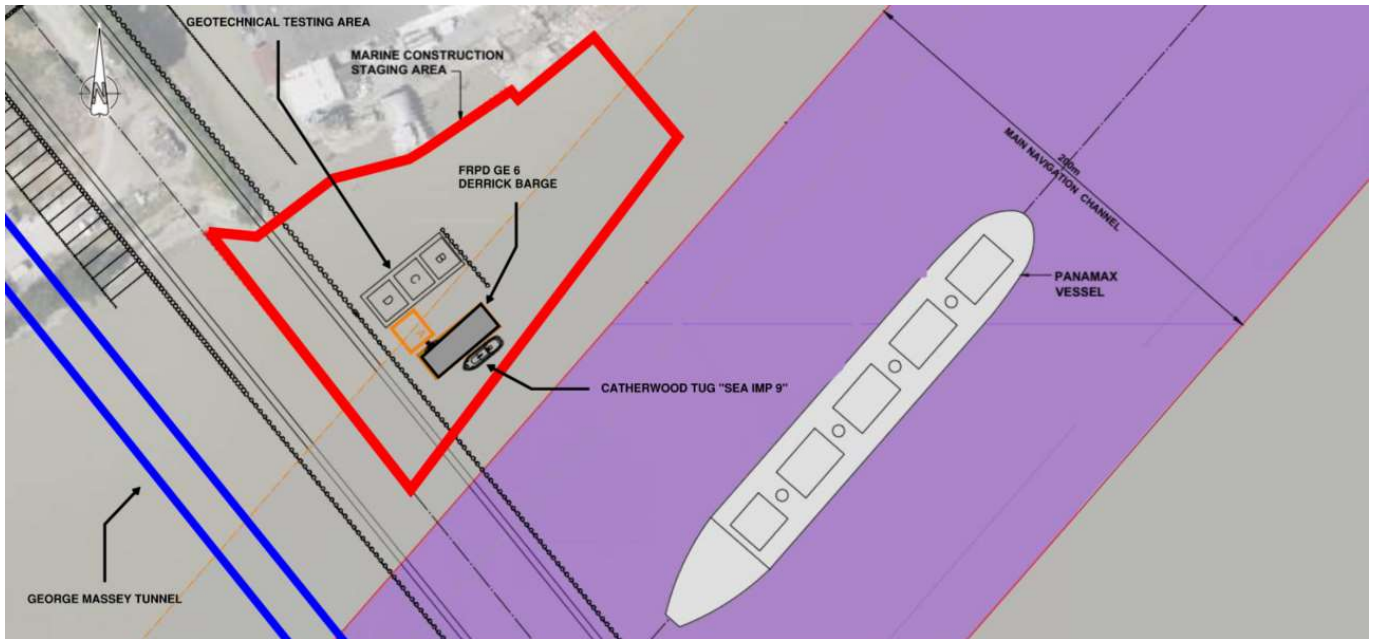 GEOTECHNICAL TESTING AREA
MARINE CONSTRUCTION
STAGING AREA
N
FRPD GE 6
DERRICK BARGE
200m
MAIN NAVIGATION CHANNEL
B
C
D
A
PANAMAX
VESSEL
CATHERWOOD TUG "SEA IMP 9"
GEORGE MASSEY TUNNEL